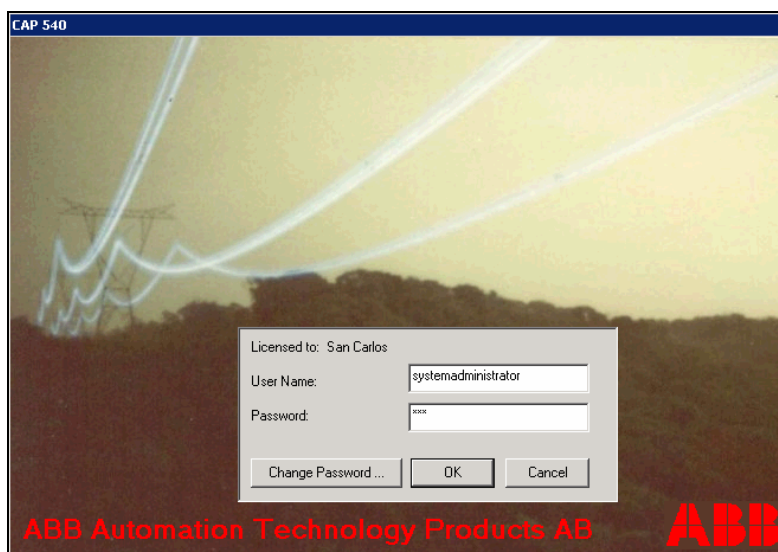 CAP 540
Licensed to: San Carlos
User Name: systemadministrator
Password: ***
Change Password ... OK Cancel
ABB Automation Technology Products AB ABB